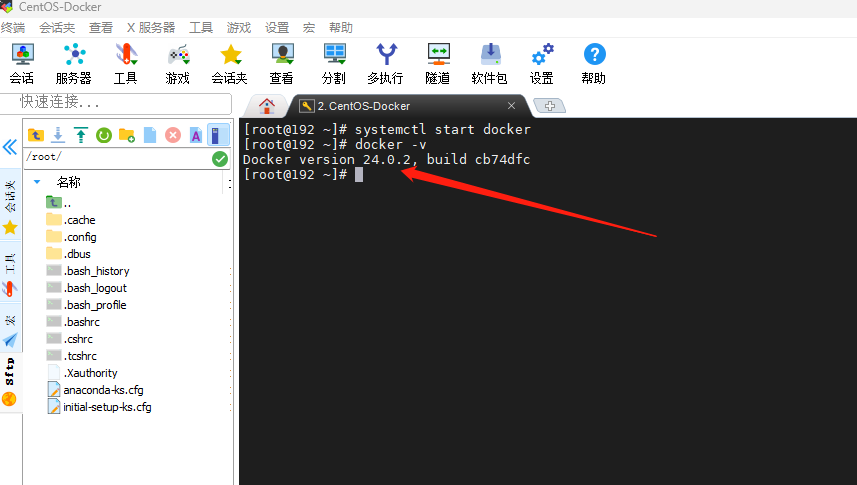 CentOS-Docker
终端 会话夹 查看 X 服务器 工具 游戏 设置 宏 帮助
会话 服务器 工具 游戏 会话夹 查看 分割 多执行 隧道 软件包 设置 帮助
快速连接...
2. CentOS-Docker
/root/
名称
..
.cache
.config
.dbus
.bash_history
.bash_logout
.bash_profile
.bashrc
.cshrc
.tcshrc
.Xauthority
anaconda-ks.cfg
initial-setup-ks.cfg
会话夹
工具
宏
Sftp
[root@192 ~]# systemctl start docker
[root@192 ~]# docker -v
Docker version 24.0.2, build cb74dfc
[root@192 ~]#